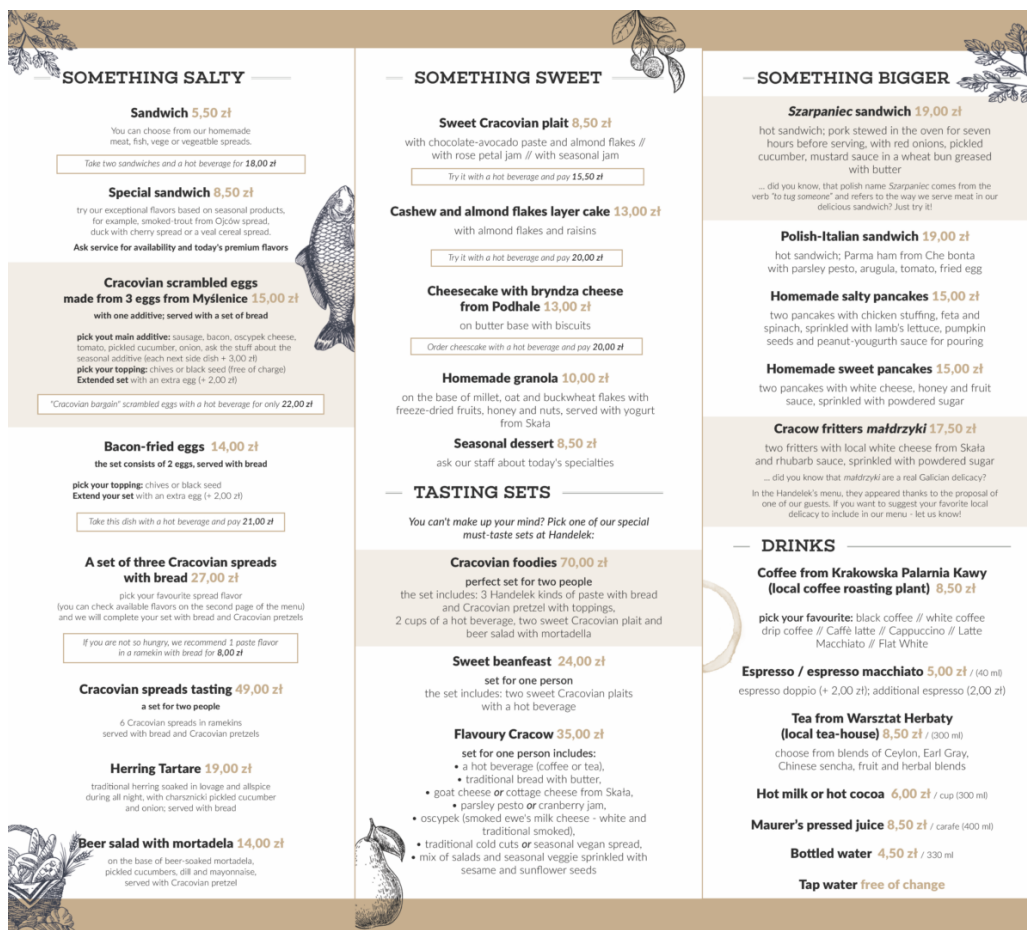 SOMETHING SALTY
Sandwich 5,50 zł
You can choose from our homemade
meat, fish, vege or vegeatble spreads.
Take two sandwiches and a hot beverage for 18,00 zł
Special sandwich 8,50 zł
try our exceptional flavors based on seasonal products,
for example, smoked-trout from Ojców spread,
duck with cherry spread or a veal cereal spread.
Ask service for availability and today's premium flavors
Cracovian scrambled eggs
made from 3 eggs from Myślenice 15,00 zł
with one additive; served with a set of bread
pick yout main additive: sausage, bacon, oscypek cheese,
tomato, pickled cucumber, onion, ask the stuff about the
seasonal additive (each next side dish + 3,00 zł)
pick your topping: chives or black seed (free of charge)
Extended set with an extra egg (+ 2,00 zł)
"Cracovian bargain" scrambled eggs with a hot beverage for only 22,00 zł
Bacon-fried eggs 14,00 zł
the set consists of 2 eggs, served with bread
pick your topping: chives or black seed
Extend your set with an extra egg (+ 2,00 zł)
Take this dish with a hot beverage and pay 21,00 zł
A set of three Cracovian spreads
with bread 27,00 zł
pick your favourite spread flavor
(you can check available flavors on the second page of the menu)
and we will complete your set with bread and Cracovian pretzels
If you are not so hungry, we recommend 1 paste flavor
in a ramekin with bread for 8,00 zł
Cracovian spreads tasting 49,00 zł
a set for two people
6 Cracovian spreads in ramekins
served with bread and Cracovian pretzels
Herring Tartare 19,00 zł
traditional herring soaked in lovage and allspice
during all night, with charsznicki pickled cucumber
and onion; served with bread
Beer salad with mortadela 14,00 zł
on the base of beer-soaked mortadela,
pickled cucumbers, dill and mayonnaise,
served with Cracovian pretzel
SOMETHING SWEET
Sweet Cracovian plait 8,50 zł
with chocolate-avocado paste and almond flakes //
with rose petal jam // with seasonal jam
Try it with a hot beverage and pay 15,50 zł
Cashew and almond flakes layer cake 13,00 zł
with almond flakes and raisins
Try it with a hot beverage and pay 20,00 zł
Cheesecake with bryndza cheese
from Podhale 13,00 zł
on butter base with biscuits
Order cheescake with a hot beverage and pay 20,00 zł
Homemade granola 10,00 zł
on the base of millet, oat and buckwheat flakes with
freeze-dried fruits, honey and nuts, served with yogurt
from Skała
Seasonal dessert 8,50 zł
ask our staff about today's specialties
TASTING SETS
You can't make up your mind? Pick one of our special
must-taste sets at Handelek:
Cracovian foodies 70,00 zł
perfect set for two people
the set includes: 3 Handelek kinds of paste with bread
and Cracovian pretzel with toppings,
2 cups of a hot beverage, two sweet Cracovian plait and
beer salad with mortadella
Sweet beanfeast 24,00 zł
set for one person
the set includes: two sweet Cracovian plaits
with a hot beverage
Flavoury Cracow 35,00 zł
set for one person includes:
• a hot beverage (coffee or tea),
• traditional bread with butter,
• goat cheese or cottage cheese from Skała,
• parsley pesto or cranberry jam,
• oscypek (smoked ewe's milk cheese - white and
traditional smoked),
• traditional cold cuts or seasonal vegan spread,
• mix of salads and seasonal veggie sprinkled with
sesame and sunflower seeds
SOMETHING BIGGER
Szarpaniec sandwich 19,00 zł
hot sandwich; pork stewed in the oven for seven
hours before serving, with red onions, pickled
cucumber, mustard sauce in a wheat bun greased
with butter
... did you know, that polish name Szarpaniec comes from the
verb "to tug someone" and refers to the way we serve meat in our
delicious sandwich? Just try it!
Polish-Italian sandwich 19,00 zł
hot sandwich; Parma ham from Che bonta
with parsley pesto, arugula, tomato, fried egg
Homemade salty pancakes 15,00 zł
two pancakes with chicken stuffing, feta and
spinach, sprinkled with lamb's lettuce, pumpkin
seeds and peanut-yougurth sauce for pouring
Homemade sweet pancakes 15,00 zł
two pancakes with white cheese, honey and fruit
sauce, sprinkled with powdered sugar
Cracow fritters małdrzyki 17,50 zł
two fritters with local white cheese from Skała
and rhubarb sauce, sprinkled with powdered sugar
... did you know that małdrzyki are a real Galician delicacy?
In the Handelek's menu, they appeared thanks to the proposal of
one of our guests. If you want to suggest your favorite local
delicacy to include in our menu - let us know!
DRINKS
Coffee from Krakowska Palarnia Kawy
(local coffee roasting plant) 8,50 zł
pick your favourite: black coffee // white coffee
drip coffee // Caffè latte // Cappuccino // Latte
Macchiato // Flat White
Espresso / espresso macchiato 5,00 zł / (40 ml)
espresso doppio (+ 2,00 zł); additional espresso (2,00 zł)
Tea from Warsztat Herbaty
(local tea-house) 8,50 zł / (300 ml)
choose from blends of Ceylon, Earl Gray,
Chinese sencha, fruit and herbal blends
Hot milk or hot cocoa 6,00 zł / cup (300 ml)
Maurer's pressed juice 8,50 zł / carafe (400 ml)
Bottled water 4,50 zł / 330 ml
Tap water free of change